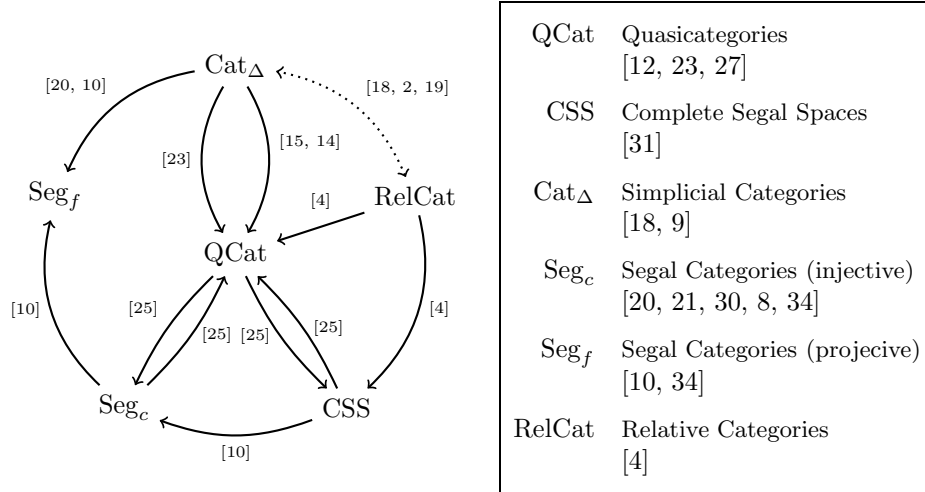 Cat_Δ
[20, 10]
[18, 2, 19]
[23]
[15, 14]
Seg_f
RelCat
[4]
QCat
[10]
[25]
[25]
[25]
[25]
[4]
Seg_c
CSS
[10]
QCat Quasicategories
[12, 23, 27]
CSS Complete Segal Spaces
[31]
Cat_Δ Simplicial Categories
[18, 9]
Seg_c Segal Categories (injective)
[20, 21, 30, 8, 34]
Seg_f Segal Categories (projecive)
[10, 34]
RelCat Relative Categories
[4]